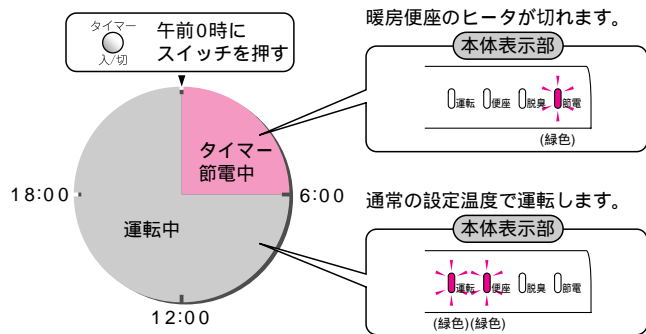 タイマー
入/切
午前0時に
スイッチを押す
タイマー
節電中
18:00
6:00
運転中
12:00
暖房便座のヒータが切れます。
本体表示部
運転 便座 脱臭 節電
(緑色)
通常の設定温度で運転します。
本体表示部
運転 便座 脱臭 節電
(緑色)(緑色)